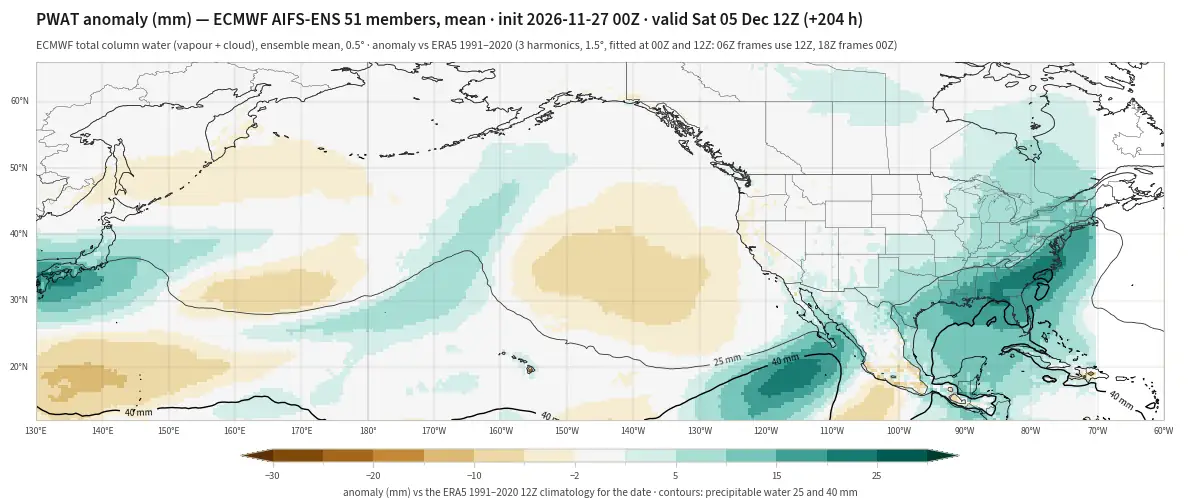 PWAT anomaly (mm) — ECMWF AIFS-ENS 51 members, mean · init 2026-11-27 00Z · valid Sat 05 Dec 12Z (+204 h)
ECMWF total column water (vapour + cloud), ensemble mean, 0.5° · anomaly vs ERA5 1991–2020 (3 harmonics, 1.5°, fitted at 00Z and 12Z: 06Z frames use 12Z, 18Z frames 00Z)
60°N
50°N
40°N
30°N
20°N
25 mm
40 mm
40 mm
40
40 mm
130°E 140°E 150°E 160°E 170°E 180° 170°W 160°W 150°W 140°W 130°W 120°W 110°W 100°W 90°W 80°W 70°W 60°W
−30 −20 −10 −2 5 15 25
anomaly (mm) vs the ERA5 1991–2020 12Z climatology for the date · contours: precipitable water 25 and 40 mm